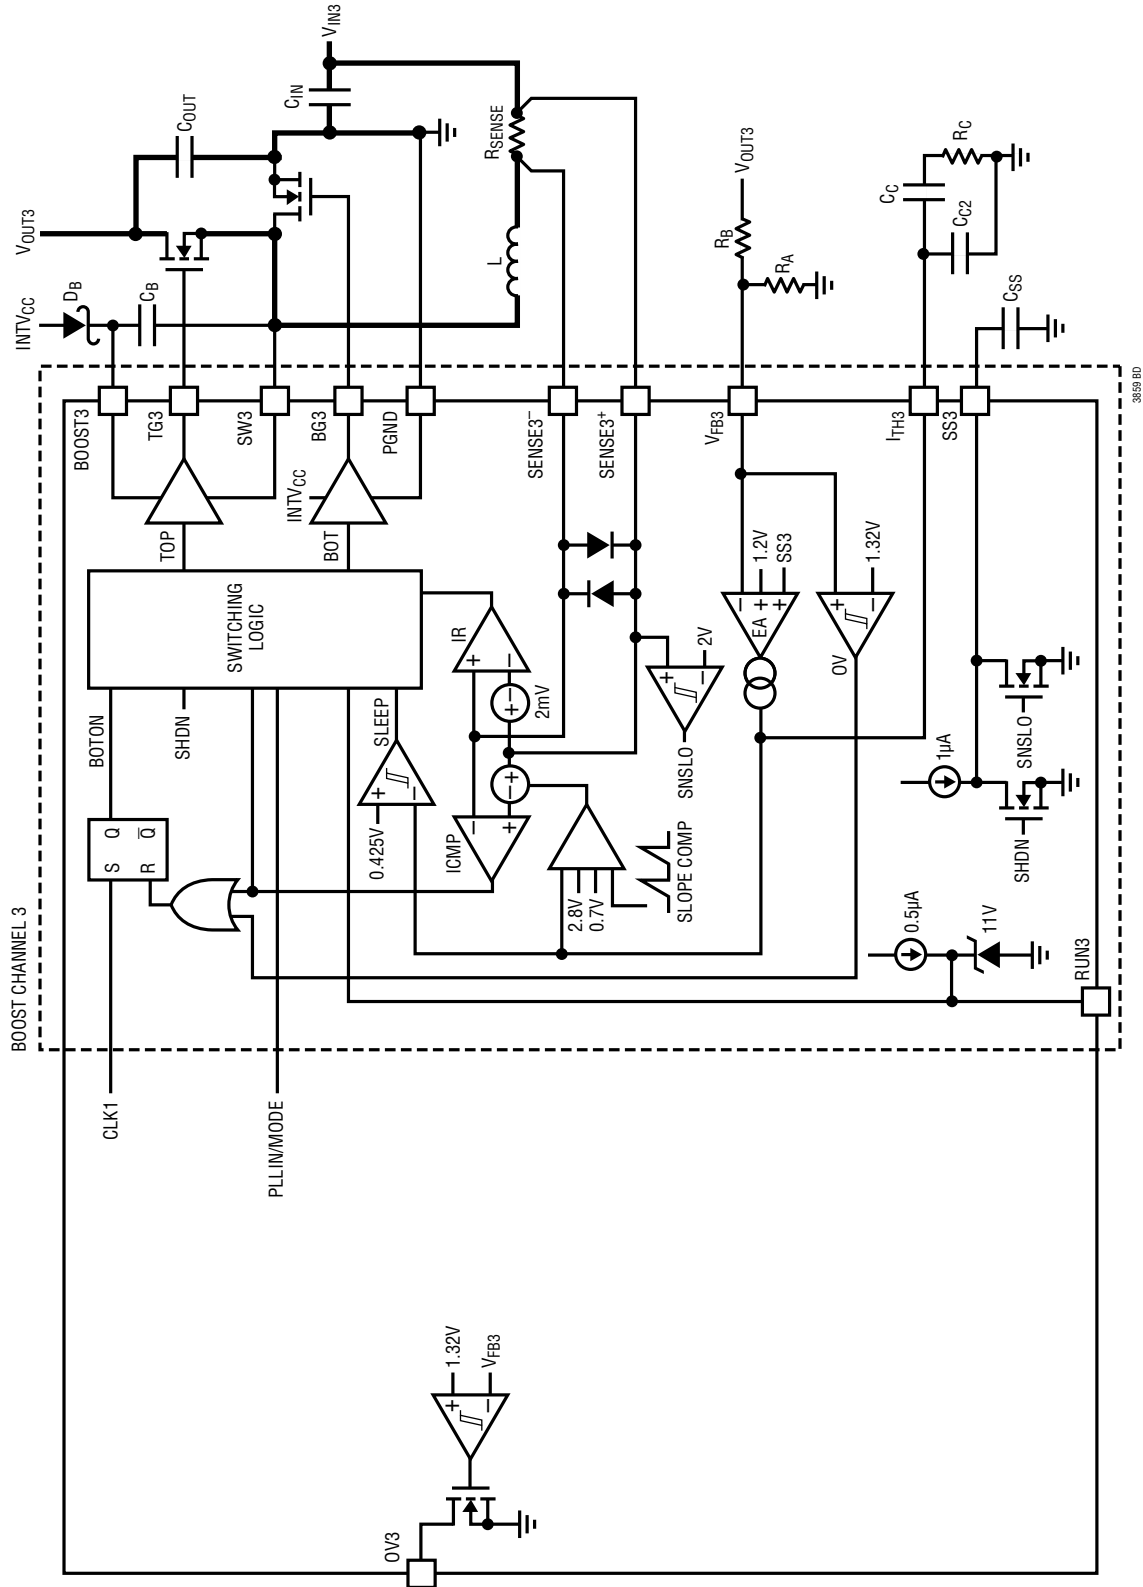 BOOST CHANNEL 3
INTVCC
DB
CB
VOUT3
COUT
CIN
VIN3
RSENSE
L
RB
VOUT3
RA
CC
RC
CC2
CSS
BOOST3
TG3
SW3
BG3
PGND
SENSE3–
SENSE3+
VFB3
ITH3
SS3
RUN3
OV3
INTVCC
TOP
BOT
SWITCHING
LOGIC
BOTON
SHDN
SLEEP
S Q
R Q̅
CLK1
PLLIN/MODE
0.425V
+
–
IR
+
–
– +
2mV
ICMP
–
+
– +
2.8V
0.7V
SLOPE COMP
+
–
2V
SNSLO
–
+
+
EA
1.2V
SS3
+
–
OV
1.32V
1µA
SNSLO
SHDN
0.5µA
11V
1.32V
VFB3
+
–
3859 BD